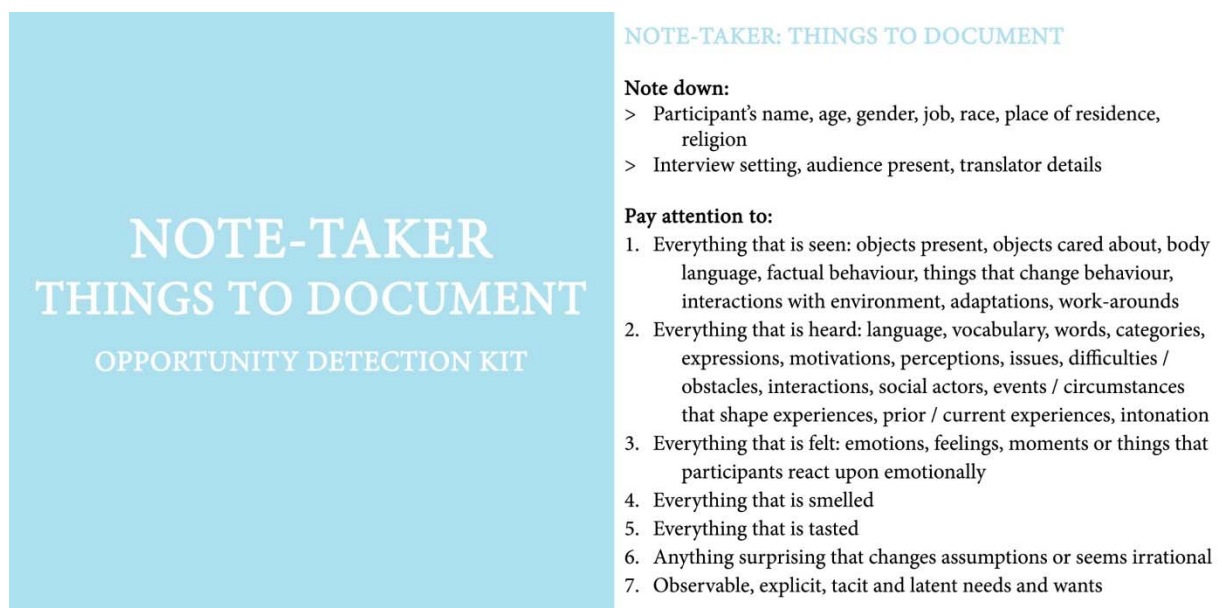 NOTE-TAKER
THINGS TO DOCUMENT
OPPORTUNITY DETECTION KIT
NOTE-TAKER: THINGS TO DOCUMENT
Note down:
> Participant’s name, age, gender, job, race, place of residence,
religion
> Interview setting, audience present, translator details
Pay attention to:
1. Everything that is seen: objects present, objects cared about, body
language, factual behaviour, things that change behaviour,
interactions with environment, adaptations, work-arounds
2. Everything that is heard: language, vocabulary, words, categories,
expressions, motivations, perceptions, issues, difficulties /
obstacles, interactions, social actors, events / circumstances
that shape experiences, prior / current experiences, intonation
3. Everything that is felt: emotions, feelings, moments or things that
participants react upon emotionally
4. Everything that is smelled
5. Everything that is tasted
6. Anything surprising that changes assumptions or seems irrational
7. Observable, explicit, tacit and latent needs and wants